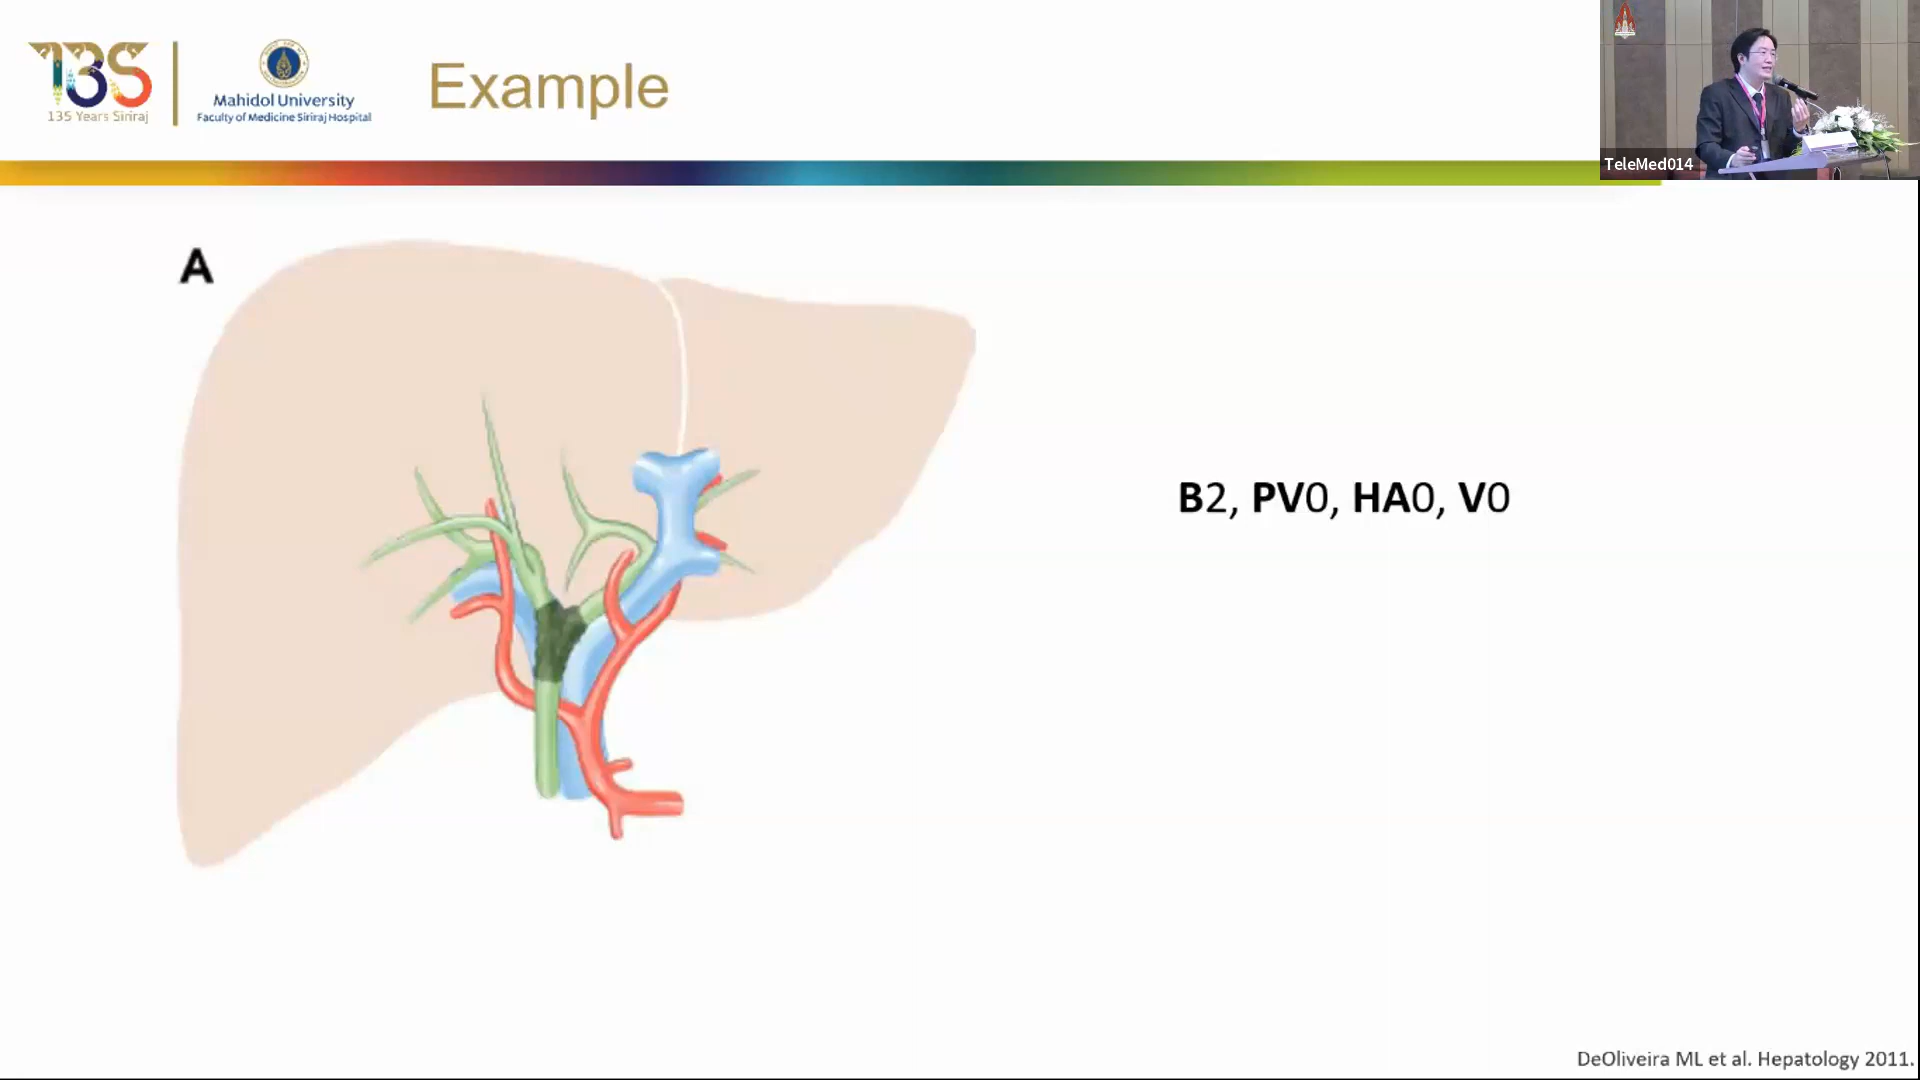 135 Years Siriraj
Mahidol University
Faculty of Medicine Siriraj Hospital
Example
TeleMed014
A
B2, PV0, HA0, V0
DeOliveira ML et al. Hepatology 2011.